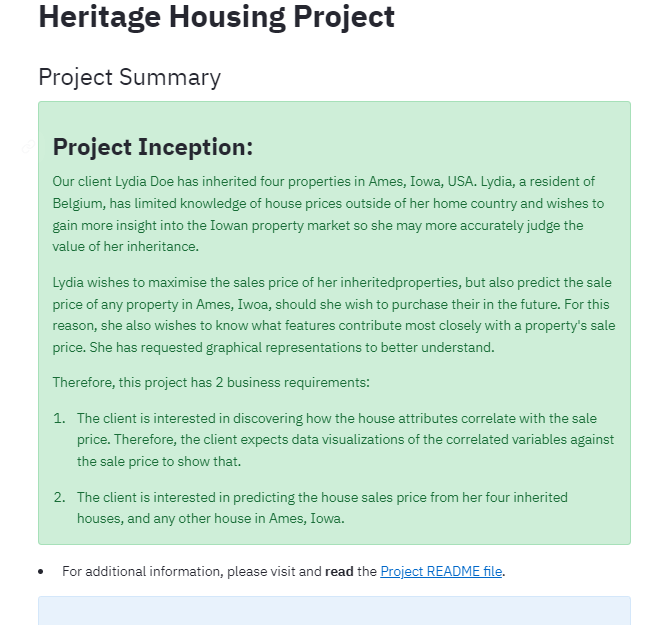 Heritage Housing Project
Project Summary
Project Inception:
Our client Lydia Doe has inherited four properties in Ames, Iowa, USA. Lydia, a resident of
Belgium, has limited knowledge of house prices outside of her home country and wishes to
gain more insight into the Iowan property market so she may more accurately judge the
value of her inheritance.
Lydia wishes to maximise the sales price of her inheritedproperties, but also predict the sale
price of any property in Ames, Iwoa, should she wish to purchase their in the future. For this
reason, she also wishes to know what features contribute most closely with a property's sale
price. She has requested graphical representations to better understand.
Therefore, this project has 2 business requirements:
1. The client is interested in discovering how the house attributes correlate with the sale
price. Therefore, the client expects data visualizations of the correlated variables against
the sale price to show that.
2. The client is interested in predicting the house sales price from her four inherited
houses, and any other house in Ames, Iowa.
• For additional information, please visit and read the Project README file.